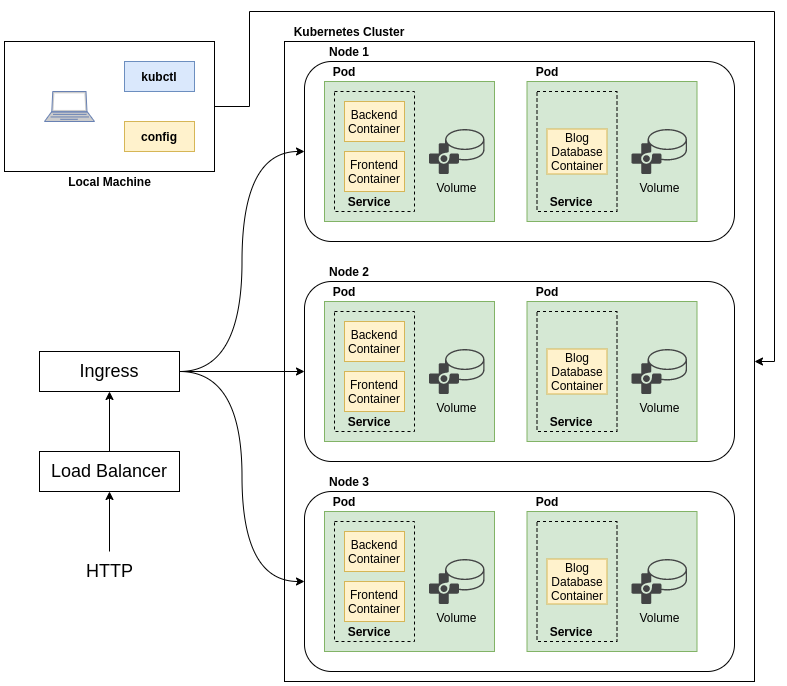 Kubernetes Cluster
Node 1
kubctl
config
Local Machine
Pod
Backend
Container
Frontend
Container
Service
Volume
Pod
Blog
Database
Container
Service
Volume
Node 2
Pod
Backend
Container
Frontend
Container
Service
Volume
Pod
Blog
Database
Container
Service
Volume
Ingress
Load Balancer
HTTP
Node 3
Pod
Backend
Container
Frontend
Container
Service
Volume
Pod
Blog
Database
Container
Service
Volume